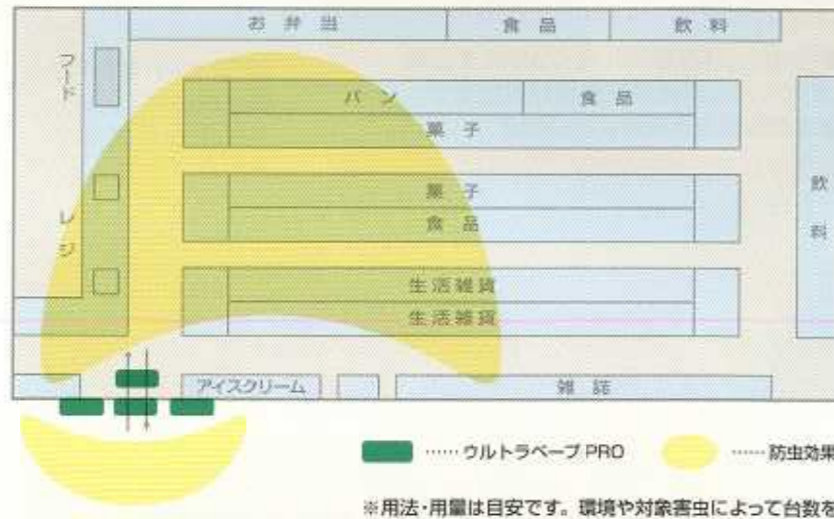 お弁当 食品 飲料
フード
パン 食品
菓子
菓子
食品
飲料
レジ
生活雑貨
生活雑貨
アイスクリーム 雑誌
……ウルトラベープPRO ……防虫効果
※用法・用量は目安です。環境や対象害虫によって台数を